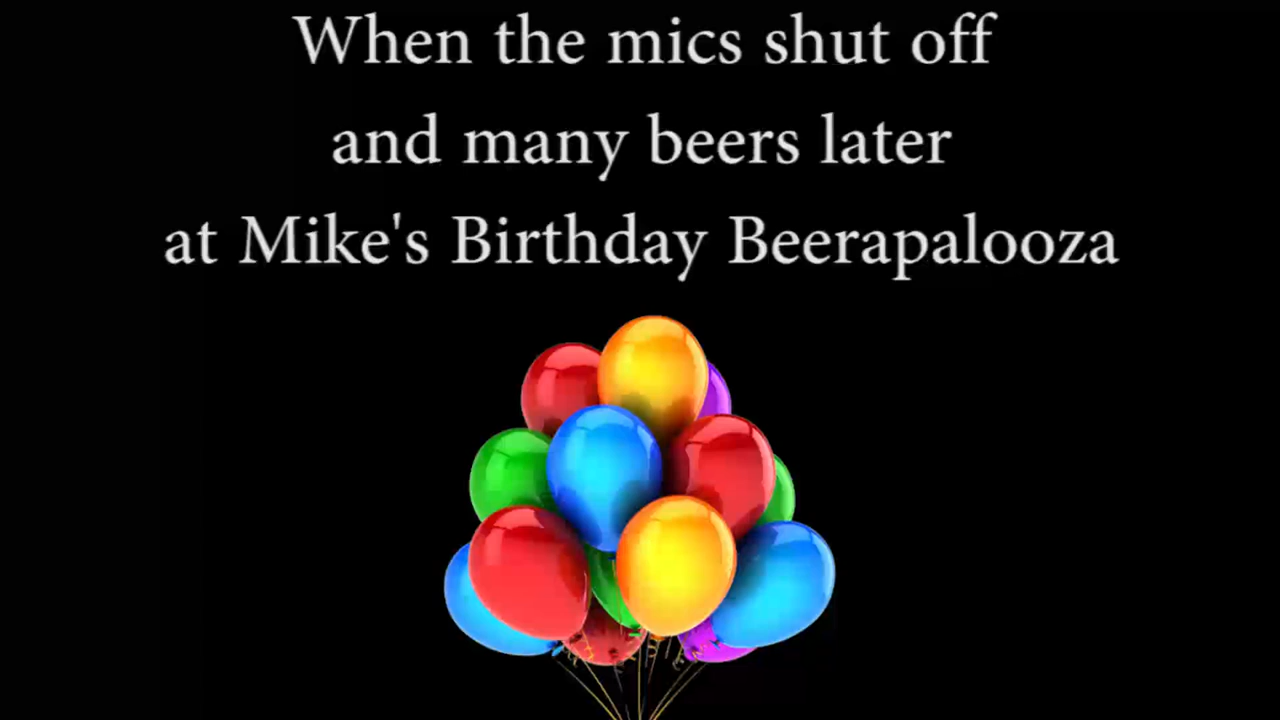 When the mics shut off
and many beers later
at Mike's Birthday Beerapalooza